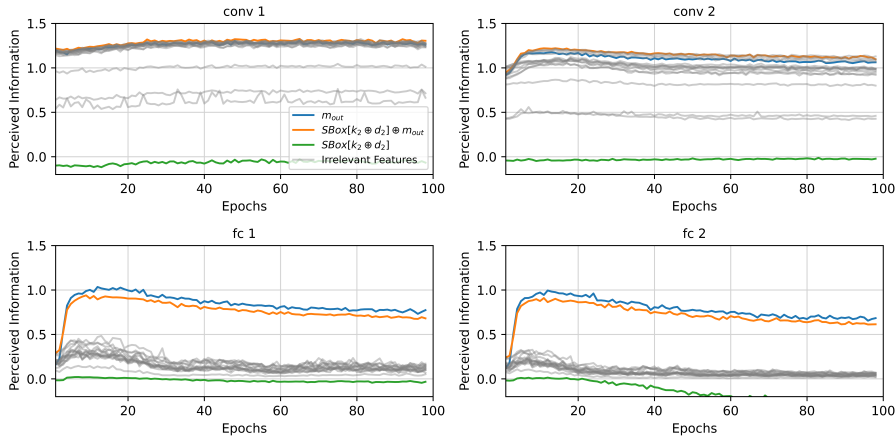 conv 1
Perceived Information
1.5
1.0
0.5
0.0
20
40
60
80
100
Epochs
m_out
SBox[k_2 ⊕ d_2] ⊕ m_out
SBox[k_2 ⊕ d_2]
Irrelevant Features
conv 2
Perceived Information
1.5
1.0
0.5
0.0
20
40
60
80
100
Epochs
fc 1
Perceived Information
1.5
1.0
0.5
0.0
20
40
60
80
100
Epochs
fc 2
Perceived Information
1.5
1.0
0.5
0.0
20
40
60
80
100
Epochs